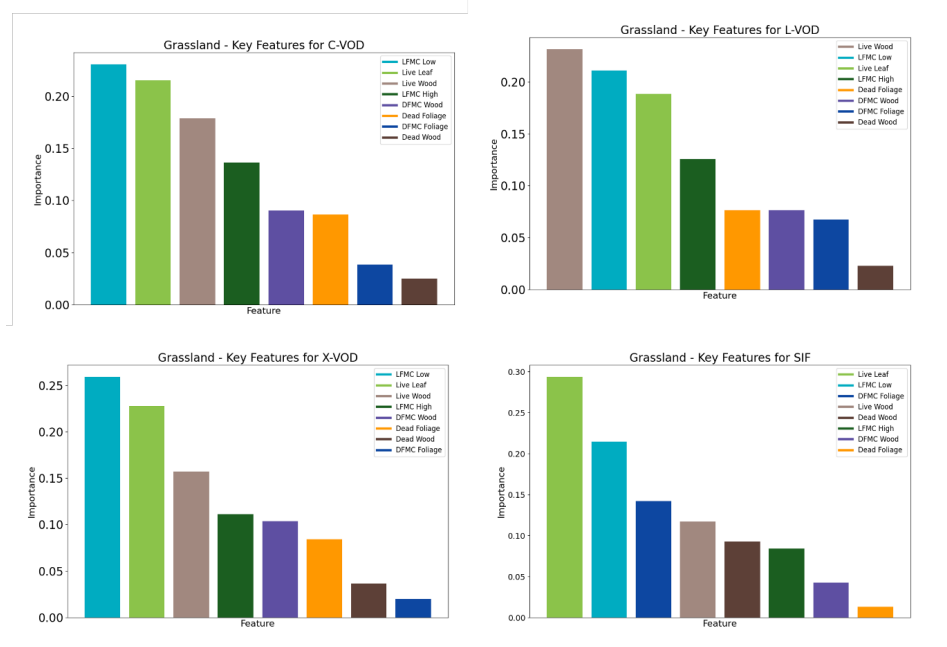 Grassland - Key Features for C-VOD
LFMC Low
Live Leaf
Live Wood
LFMC High
DFMC Wood
Dead Foliage
DFMC Foliage
Dead Wood
0.20
0.15
0.10
0.05
0.00
Importance
Feature
Grassland - Key Features for L-VOD
Live Wood
LFMC Low
Live Leaf
LFMC High
Dead Foliage
DFMC Wood
DFMC Foliage
Dead Wood
0.20
0.15
0.10
0.05
0.00
Importance
Feature
Grassland - Key Features for X-VOD
LFMC Low
Live Leaf
Live Wood
LFMC High
DFMC Wood
Dead Foliage
Dead Wood
DFMC Foliage
0.25
0.20
0.15
0.10
0.05
0.00
Importance
Feature
Grassland - Key Features for SIF
Live Leaf
LFMC Low
DFMC Foliage
Live Wood
Dead Wood
LFMC High
DFMC Wood
Dead Foliage
0.30
0.25
0.20
0.15
0.10
0.05
0.00
Importance
Feature